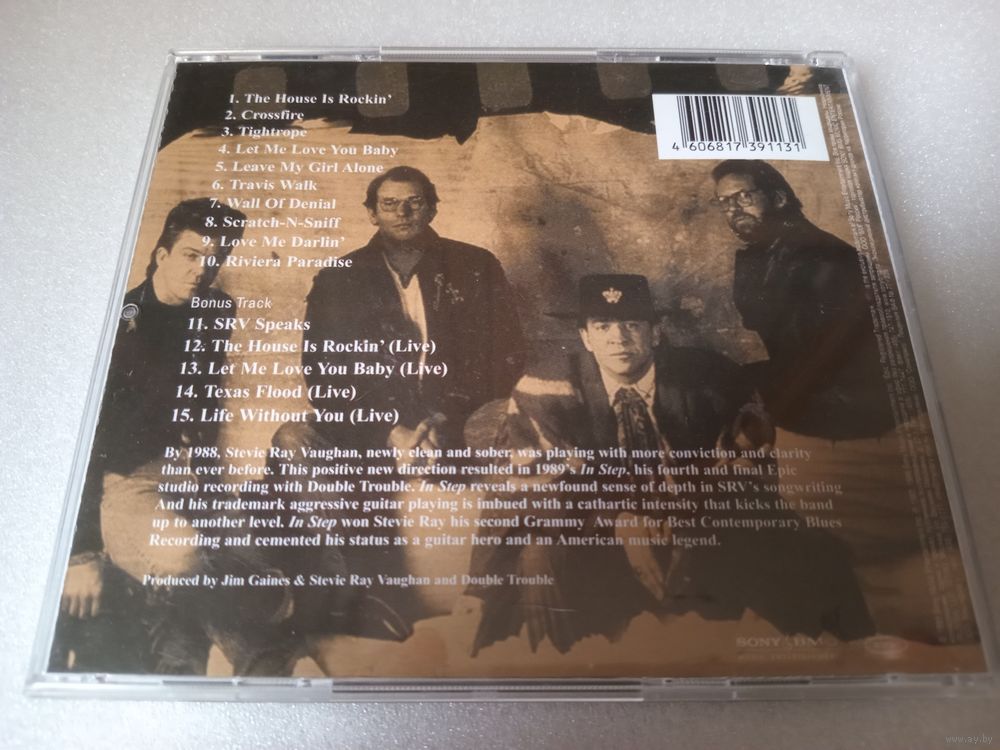 1. The House Is Rockin'
2. Crossfire
3. Tightrope
4. Let Me Love You Baby
5. Leave My Girl Alone
6. Travis Walk
7. Wall Of Denial
8. Scratch-N-Sniff
9. Love Me Darlin'
10. Riviera Paradise
Bonus Track
11. SRV Speaks
12. The House Is Rockin' (Live)
13. Let Me Love You Baby (Live)
14. Texas Flood (Live)
15. Life Without You (Live)
By 1988, Stevie Ray Vaughan, newly clean and sober, was playing with more conviction and clarity
than ever before. This positive new direction resulted in 1989's In Step, his fourth and final Epic
studio recording with Double Trouble. In Step reveals a newfound sense of depth in SRV's songwriting
And his trademark aggressive guitar playing is imbued with a cathartic intensity that kicks the band
up to another level. In Step won Stevie Ray his second Grammy Award for Best Contemporary Blues
Recording and cemented his status as a guitar hero and an American music legend.
Produced by Jim Gaines & Stevie Ray Vaughan and Double Trouble
4 606817 391131
SONY BMG
MUSIC ENTERTAINMENT
www.ay.by